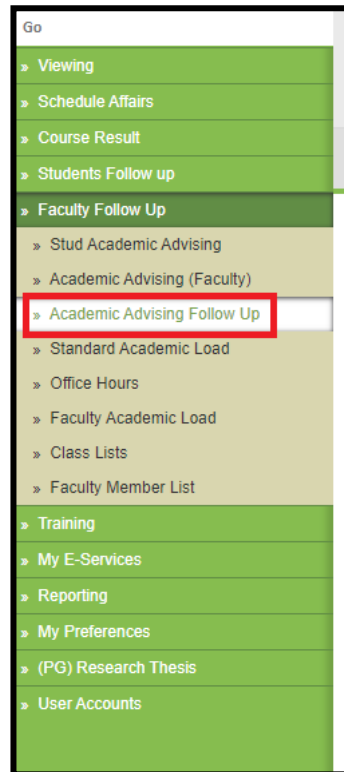 Go
» Viewing
» Schedule Affairs
» Course Result
» Students Follow up
» Faculty Follow Up
» Stud Academic Advising
» Academic Advising (Faculty)
» Academic Advising Follow Up
» Standard Academic Load
» Office Hours
» Faculty Academic Load
» Class Lists
» Faculty Member List
» Training
» My E-Services
» Reporting
» My Preferences
» (PG) Research Thesis
» User Accounts